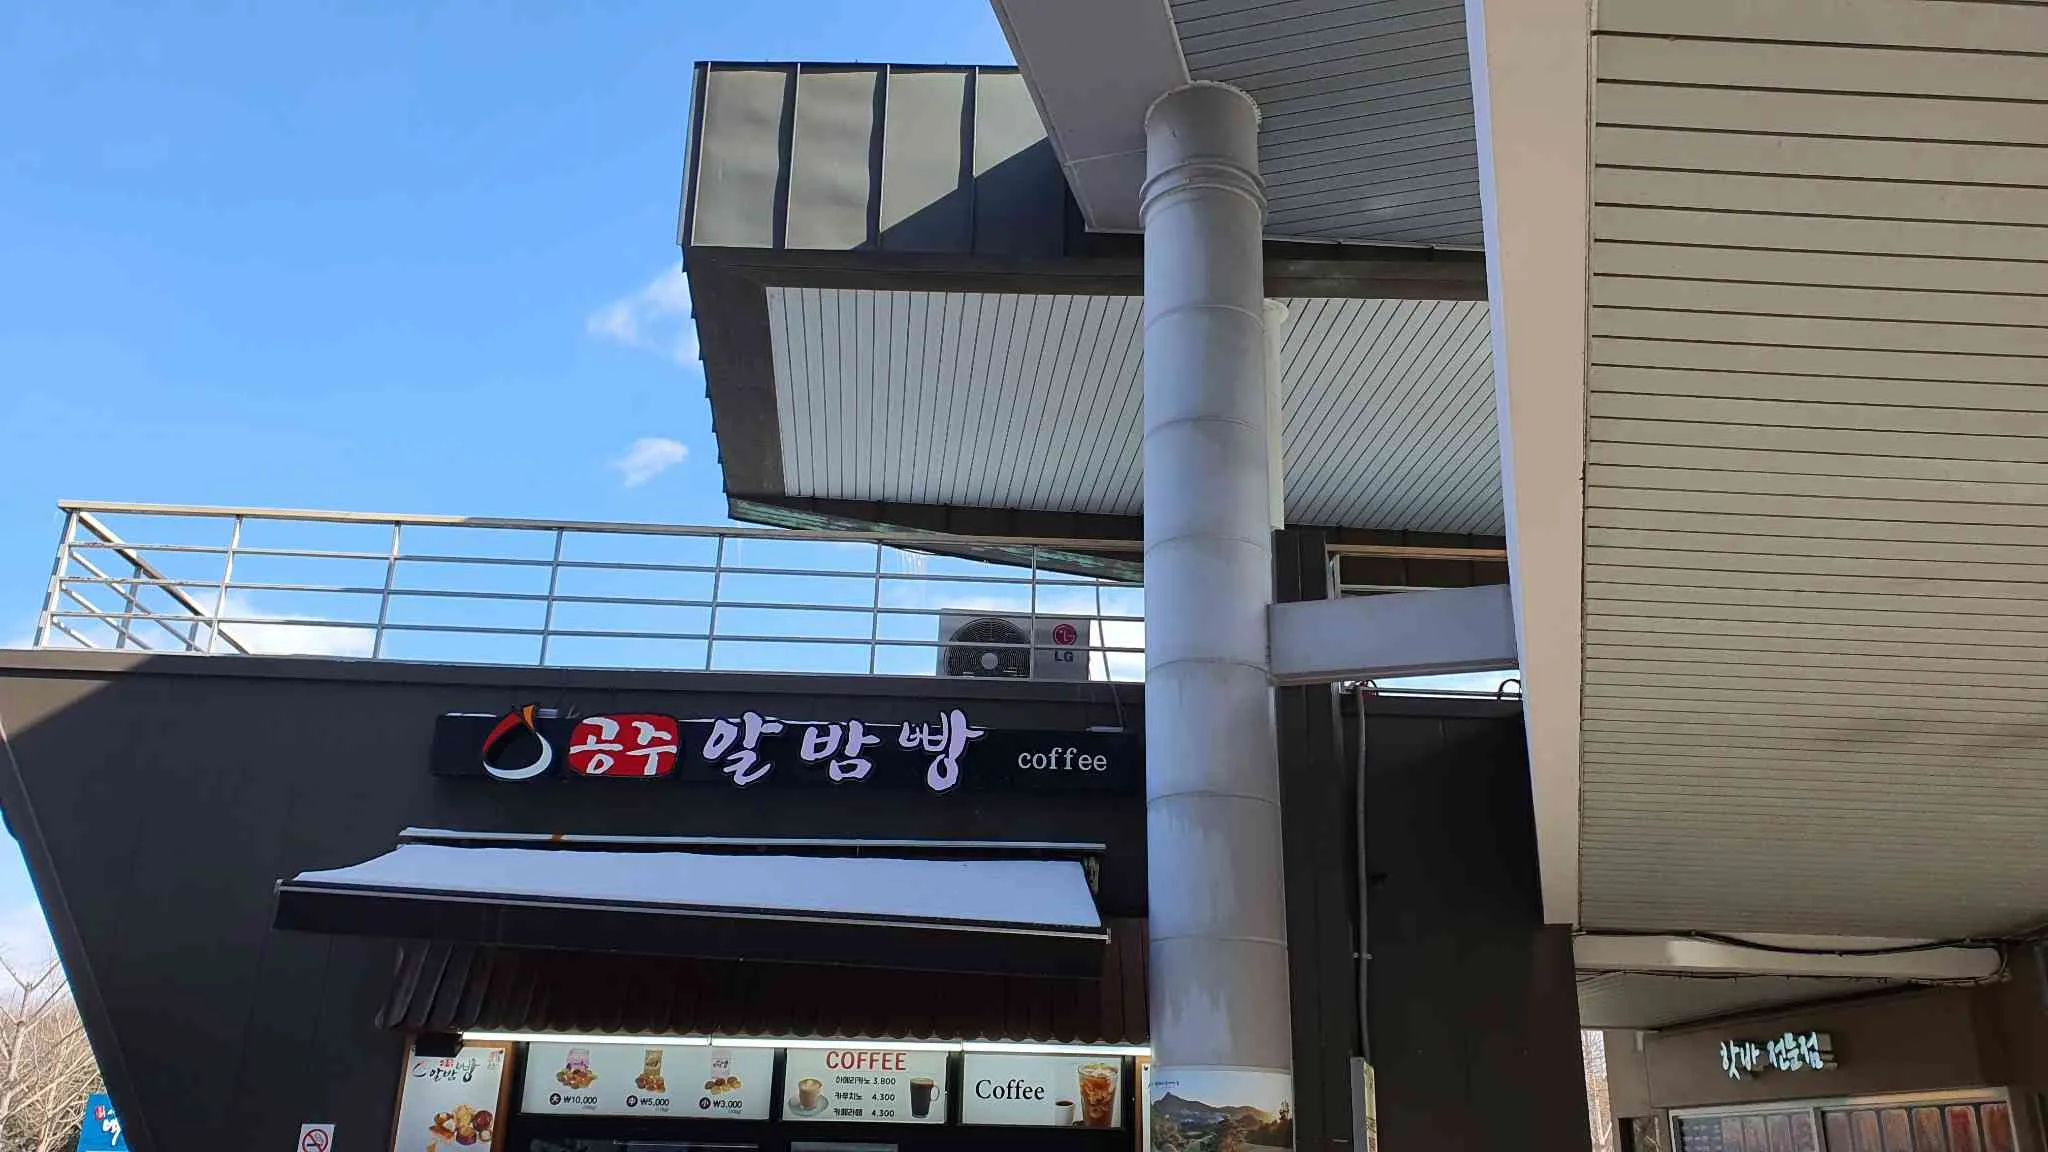 LG
공주 알밤빵 coffee
알밤빵
大 ₩10,000
中 ₩5,000
小 ₩3,000
COFFEE
아메리카노 3,800
카푸치노 4,300
카페라떼 4,300
Coffee
핫바 전문점